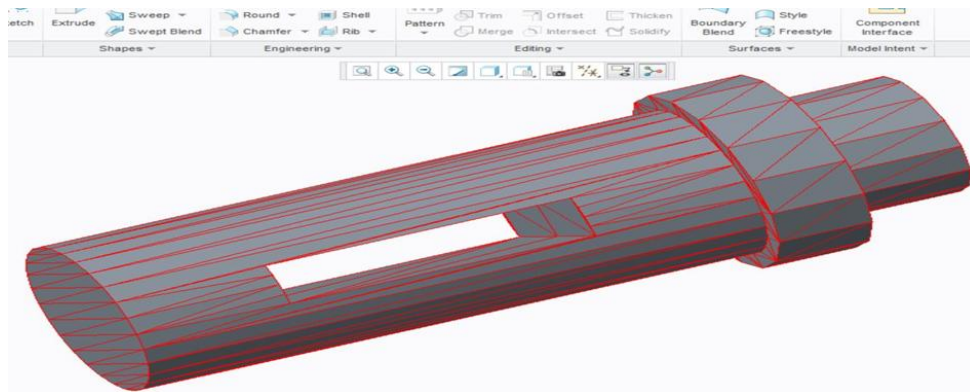 Sweep Round Shell Trim Offset Thicken Style
Extrude Swept Blend Chamfer Rib Pattern Merge Intersect Solidify Boundary Blend Freestyle Component Interface
Shapes Engineering Editing Surfaces Model Intent